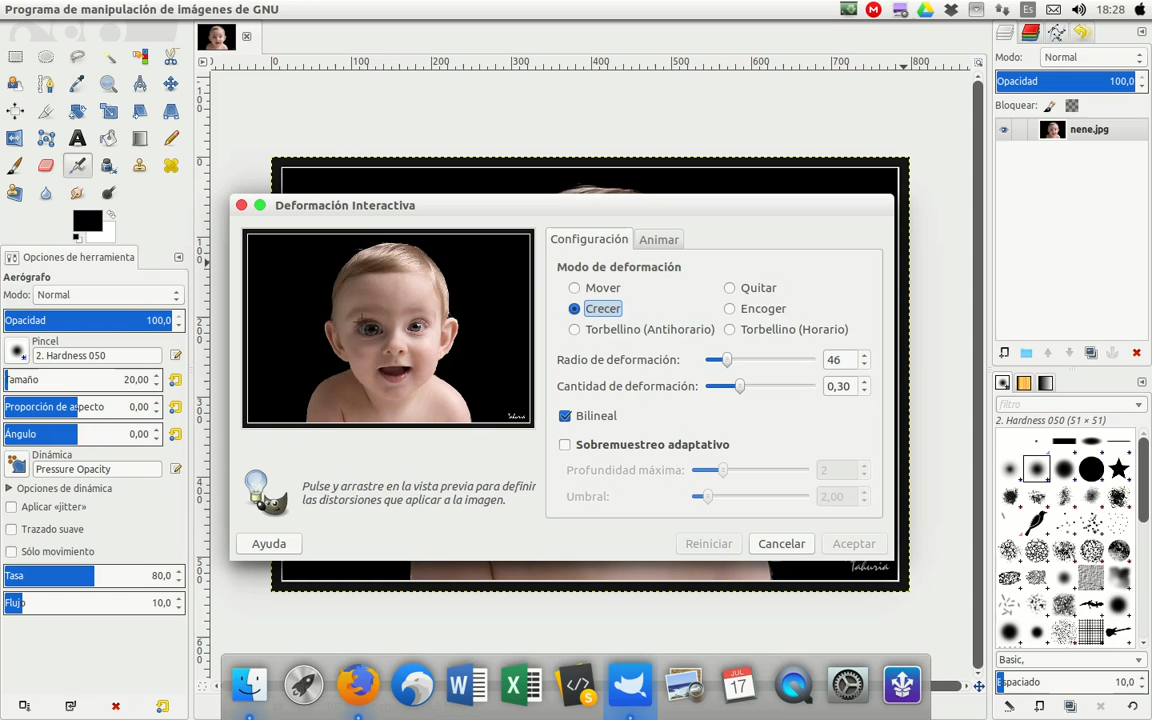 Programa de manipulación de imágenes de GNU
Es
18:28
0
100
200
300
400
500
600
700
800
Modo:
Normal
Opacidad
100,0
Bloquear:
nene.jpg
Deformación Interactiva
Configuración
Animar
Modo de deformación
Mover
Quitar
Crecer
Encoger
Torbellino (Antihorario)
Torbellino (Horario)
Radio de deformación:
46
Cantidad de deformación:
0,30
Bilineal
Sobremuestreo adaptativo
Profundidad máxima:
2
Umbral:
2,00
Pulse y arrastre en la vista previa para definir
las distorsiones que aplicar a la imagen.
Ayuda
Reiniciar
Cancelar
Aceptar
Tahuria
Opciones de herramienta
Aerógrafo
Modo:
Normal
Opacidad
100,0
Pincel
2. Hardness 050
Tamaño
20,00
Proporción de aspecto
0,00
Ángulo
0,00
Dinámica
Pressure Opacity
Opciones de dinámica
Aplicar «jitter»
Trazado suave
Sólo movimiento
Tasa
80,0
Flujo
10,0
filtro
2. Hardness 050 (51 × 51)
Basic,
Espaciado
10,0
JUL
17